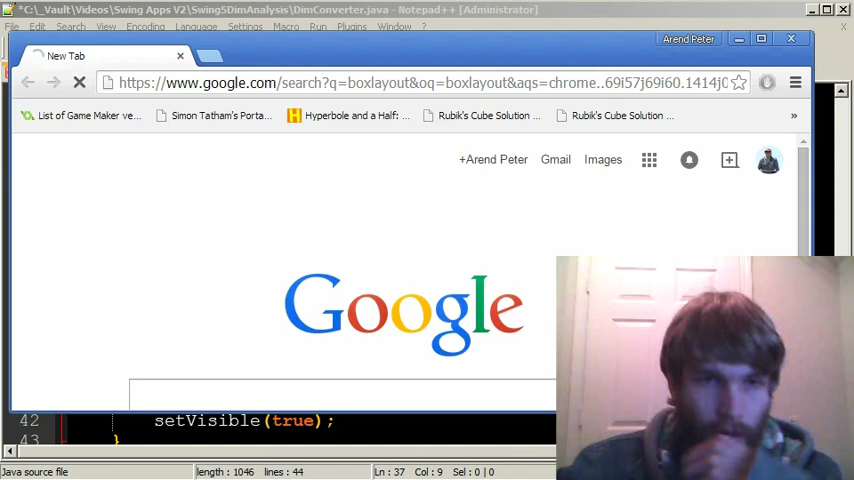 *C:\_Vault\Videos\Swing Apps V2\Swing5DimAnalysis\DimConverter.java - Notepad++ [Administrator]
File Edit Search View Encoding Language Settings Macro Run Plugins Window ?
Arend Peter
New Tab
https://www.google.com/search?q=boxlayout&oq=boxlayout&aqs=chrome..69i57j69i60.1414j0
List of Game Maker ve... Simon Tatham's Porta... Hyperbole and a Half: ... Rubik's Cube Solution ... Rubik's Cube Solution ... »
+Arend Peter Gmail Images
Google
42 setVisible(true);
43 }
Java source file length : 1046 lines : 44 Ln : 37 Col : 9 Sel : 0 | 0